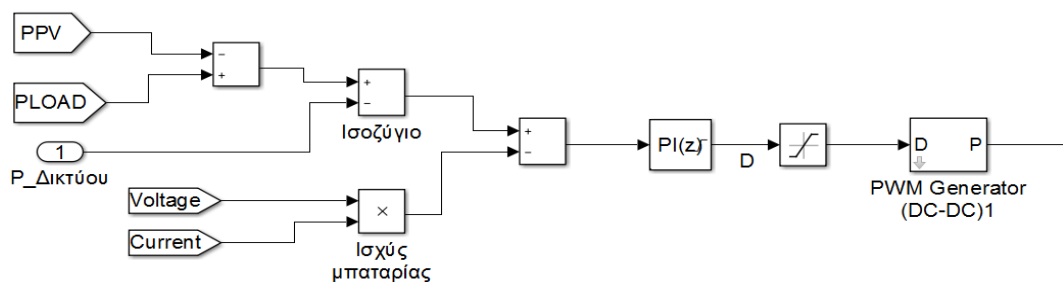 PPV
PLOAD
1
P_Δικτύου
Ισοζύγιο
Voltage
Current
×
Ισχύς
μπαταρίας
− +
+ −
+ −
PI(z)
D
D P
PWM Generator
(DC-DC)1